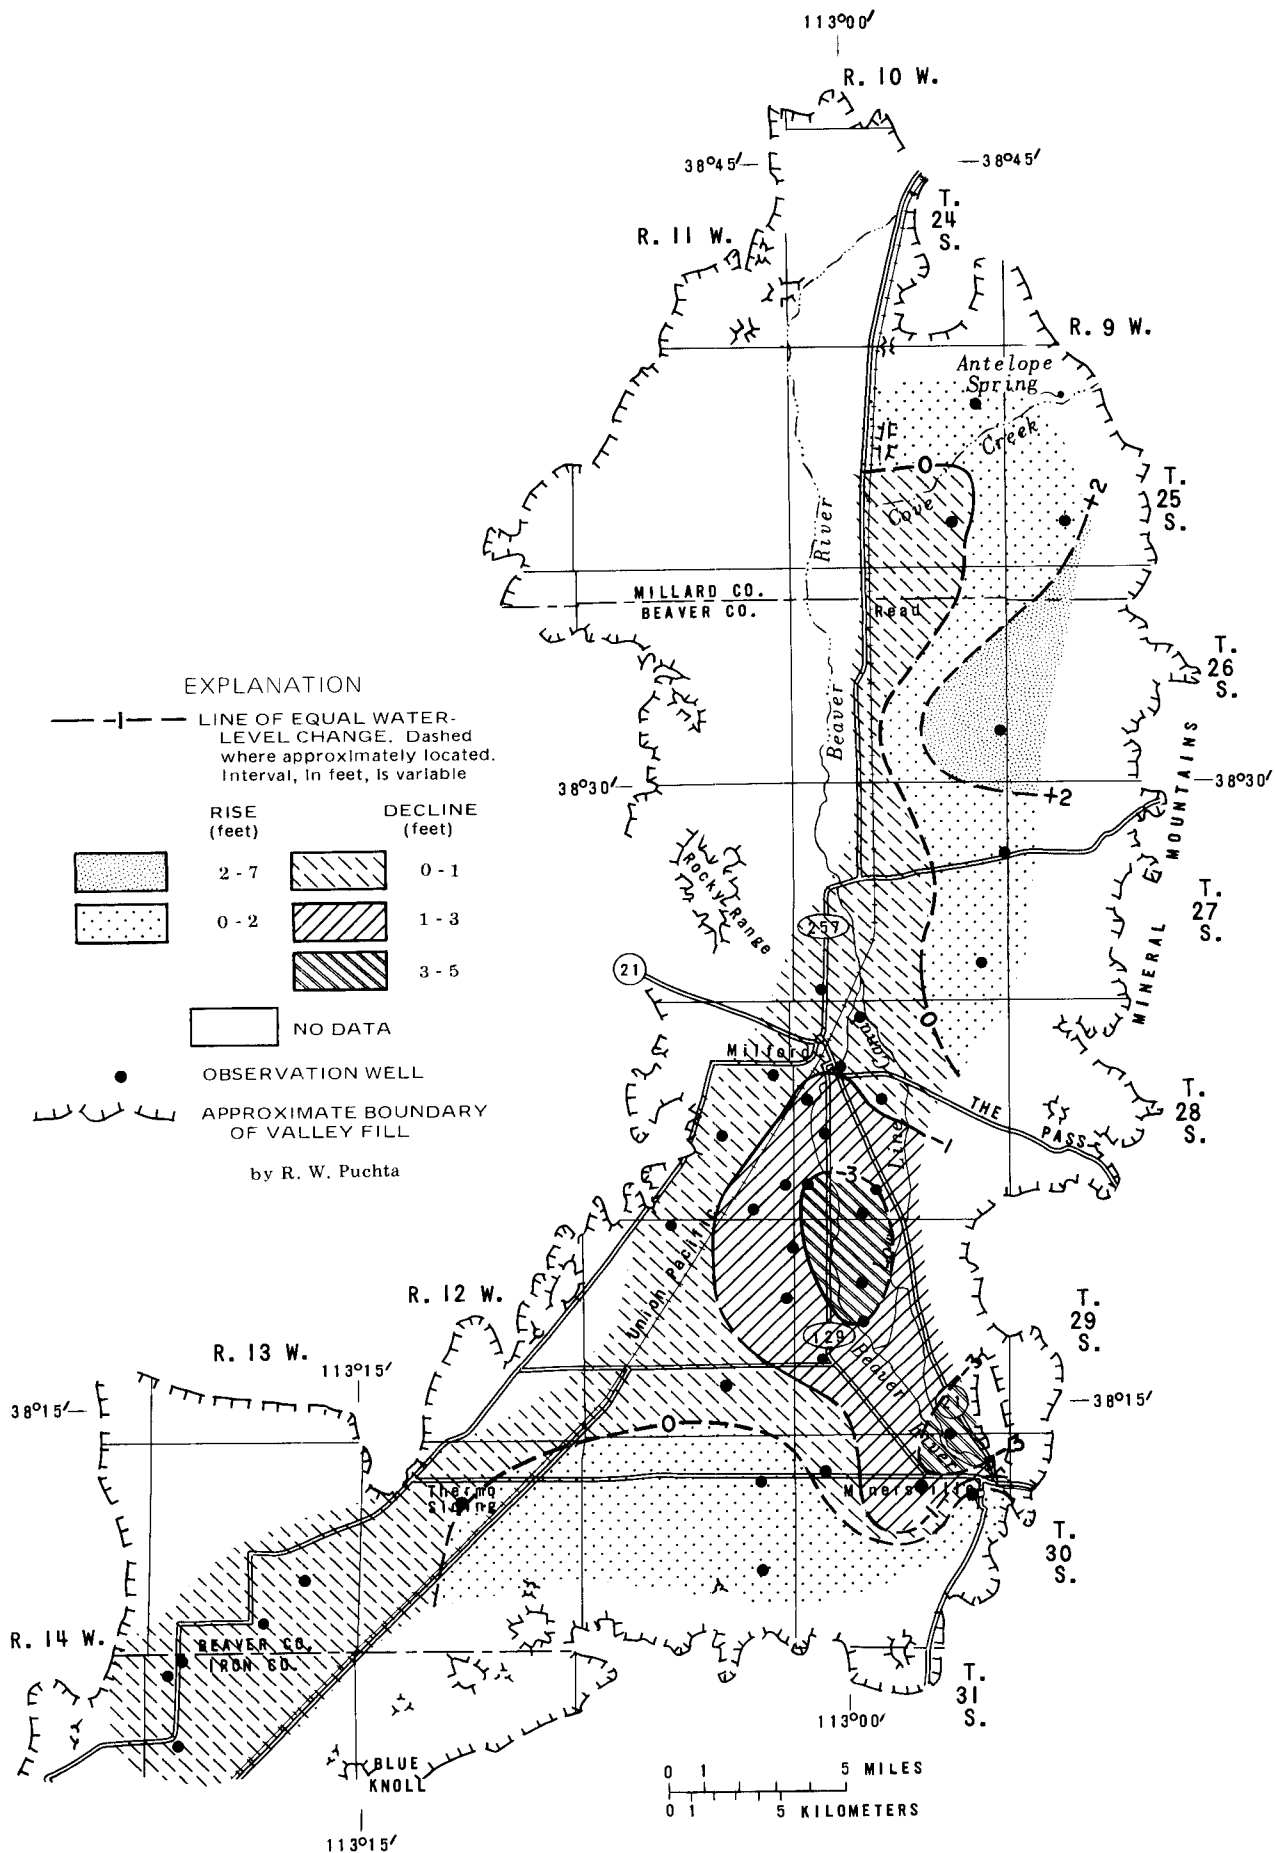 113°00′
R. 10 W.
38°45′
38°45′
T.
24
S.
R. 11 W.
R. 9 W.
Antelope
Spring
Creek
0
Cove
+2
T.
25
S.
River
MILLARD CO.
BEAVER CO.
Read
T.
26
S.
Beaver
38°30′
38°30′
+2
MINERAL MOUNTAINS
Rocky Range
T.
27
S.
257
21
0
Milford
THE PASS
T.
28
S.
-1
Line
-3
Union Pacific
R. 12 W.
T.
29
S.
129
Beaver
River
R. 13 W.
113°15′
38°15′
38°15′
-3
21
0
-3
Thermo
Siding
Minersville
-1
T.
30
S.
R. 14 W.
BEAVER CO.
IRON CO.
T.
31
S.
113°00′
BLUE
KNOLL
113°15′
EXPLANATION
-1
LINE OF EQUAL WATER-
LEVEL CHANGE. Dashed
where approximately located.
Interval, in feet, is variable
RISE
(feet)
DECLINE
(feet)
2 - 7
0 - 1
0 - 2
1 - 3
3 - 5
NO DATA
OBSERVATION WELL
APPROXIMATE BOUNDARY
OF VALLEY FILL
by R. W. Puchta
0 1 5 MILES
0 1 5 KILOMETERS